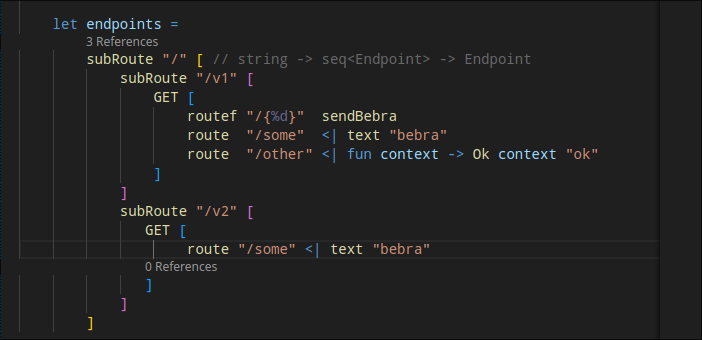 let endpoints =
3 References
subRoute "/" [ // string -> seq<Endpoint> -> Endpoint
subRoute "/v1" [
GET [
routef "/{%d}"  sendBebra
route  "/some"  <| text "bebra"
route  "/other" <| fun context -> Ok context "ok"
]
]
subRoute "/v2" [
GET [
route "/some" <| text "bebra"
0 References
]
]
]